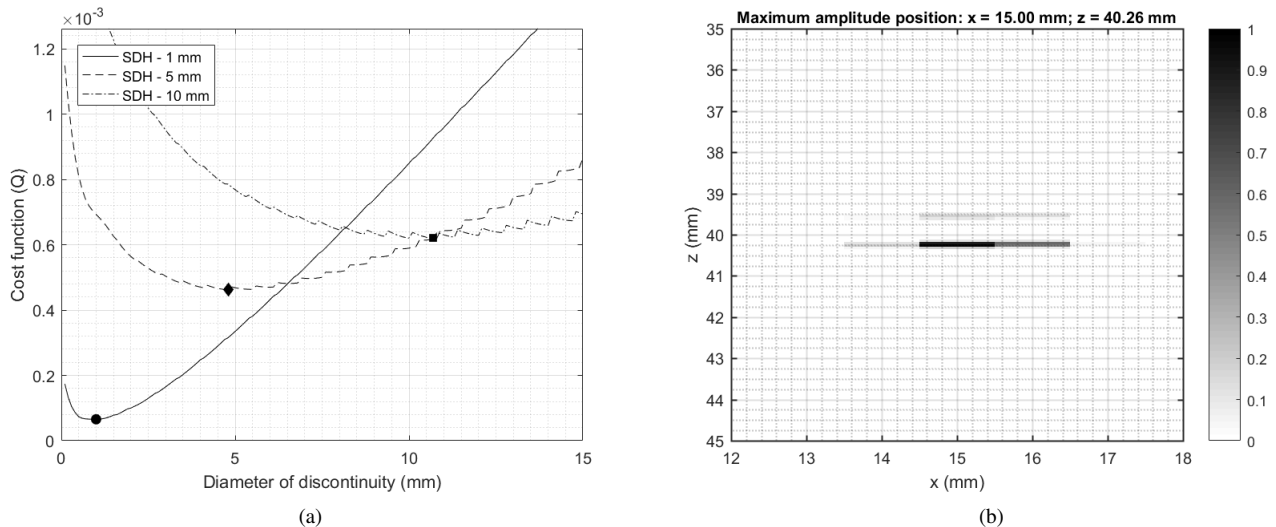 ×10⁻³
1.2
1
0.8
0.6
0.4
0.2
0
SDH - 1 mm
SDH - 5 mm
SDH - 10 mm
Cost function (Q)
0 5 10 15
Diameter of discontinuity (mm)
(a)
Maximum amplitude position: x = 15.00 mm; z = 40.26 mm
35
36
37
38
39
40
41
42
43
44
45
z (mm)
12 13 14 15 16 17 18
x (mm)
1
0.9
0.8
0.7
0.6
0.5
0.4
0.3
0.2
0.1
0
(b)